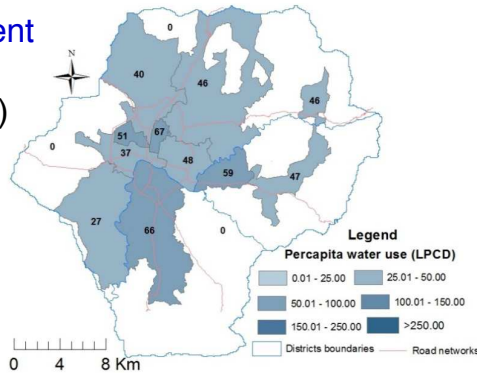 ent
)
N
0
40
46
46
0
51
67
37
48
59
47
27
66
0
Legend
Percapita water use (LPCD)
0.01 - 25.00 25.01 - 50.00
50.01 - 100.00 100.01 - 150.00
150.01 - 250.00 >250.00
Districts boundaries Road networks
0 4 8 Km